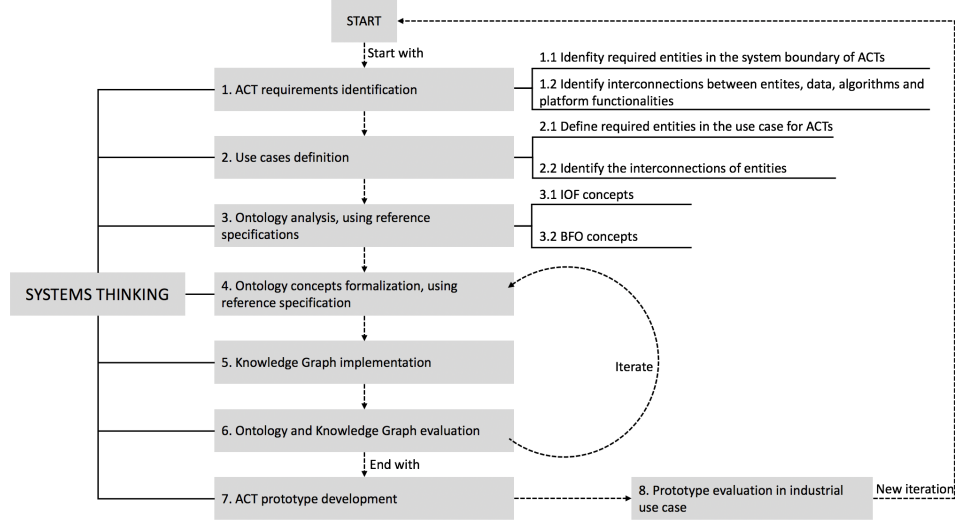 START
Start with
1. ACT requirements identification
1.1 Idenfity required entities in the system boundary of ACTs
1.2 Identify interconnections between entites, data, algorithms and
platform functionalities
2. Use cases definition
2.1 Define required entities in the use case for ACTs
2.2 Identify the interconnections of entities
3. Ontology analysis, using reference
specifications
3.1 IOF concepts
3.2 BFO concepts
SYSTEMS THINKING
4. Ontology concepts formalization, using
reference specification
5. Knowledge Graph implementation
Iterate
6. Ontology and Knowledge Graph evaluation
End with
7. ACT prototype development
8. Prototype evaluation in industrial
use case
New iteration